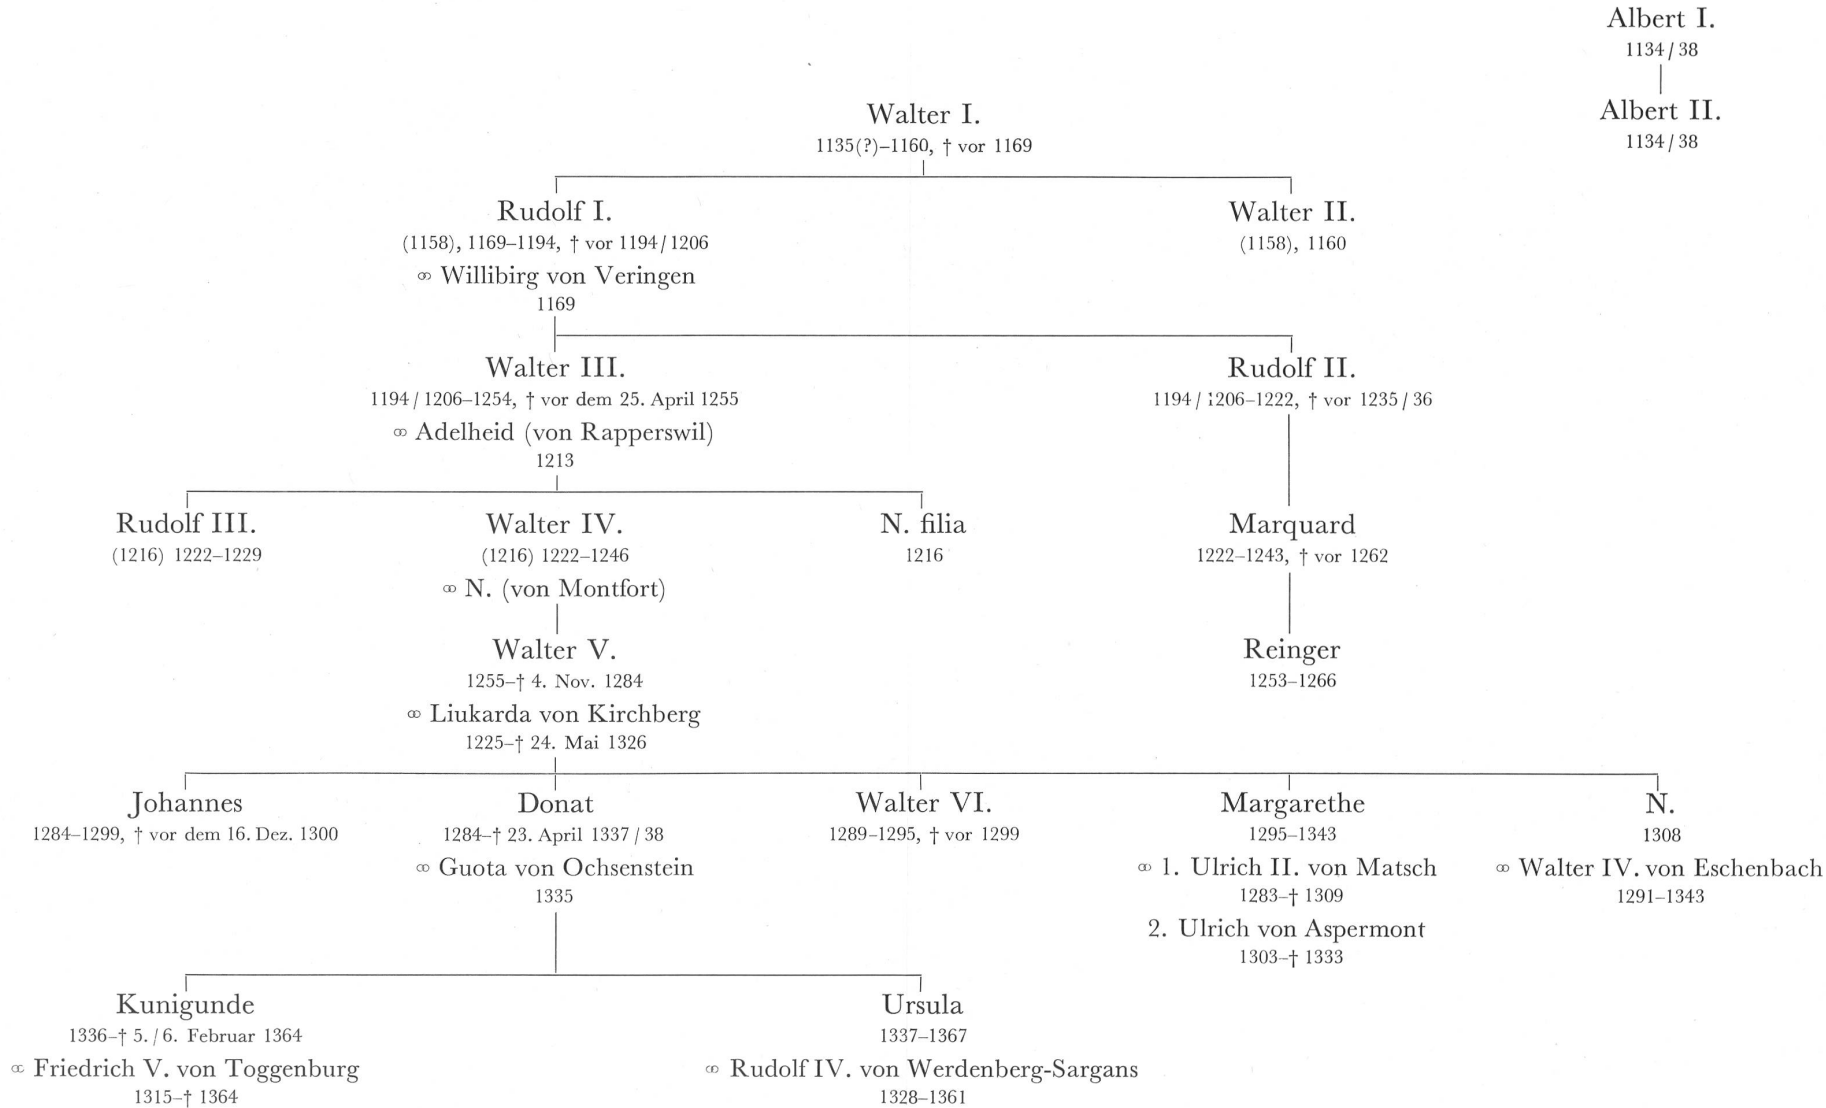 Albert I.
1134/38
Albert II.
1134/38
Walter I.
1135(?)–1160, † vor 1169
Rudolf I.
(1158), 1169–1194, † vor 1194/1206
⚭ Willibirg von Veringen
1169
Walter II.
(1158), 1160
Walter III.
1194/1206–1254, † vor dem 25. April 1255
⚭ Adelheid (von Rapperswil)
1213
Rudolf II.
1194/1206–1222, † vor 1235/36
Rudolf III.
(1216) 1222–1229
Walter IV.
(1216) 1222–1246
⚭ N. (von Montfort)
N. filia
1216
Marquard
1222–1243, † vor 1262
Walter V.
1255–† 4. Nov. 1284
⚭ Liukarda von Kirchberg
1225–† 24. Mai 1326
Reinger
1253–1266
Johannes
1284–1299, † vor dem 16. Dez. 1300
Donat
1284–† 23. April 1337/38
⚭ Guota von Ochsenstein
1335
Walter VI.
1289–1295, † vor 1299
Margarethe
1295–1343
⚭ 1. Ulrich II. von Matsch
1283–† 1309
2. Ulrich von Aspermont
1303–† 1333
N.
1308
⚭ Walter IV. von Eschenbach
1291–1343
Kunigunde
1336–† 5./6. Februar 1364
⚭ Friedrich V. von Toggenburg
1315–† 1364
Ursula
1337–1367
⚭ Rudolf IV. von Werdenberg-Sargans
1328–1361